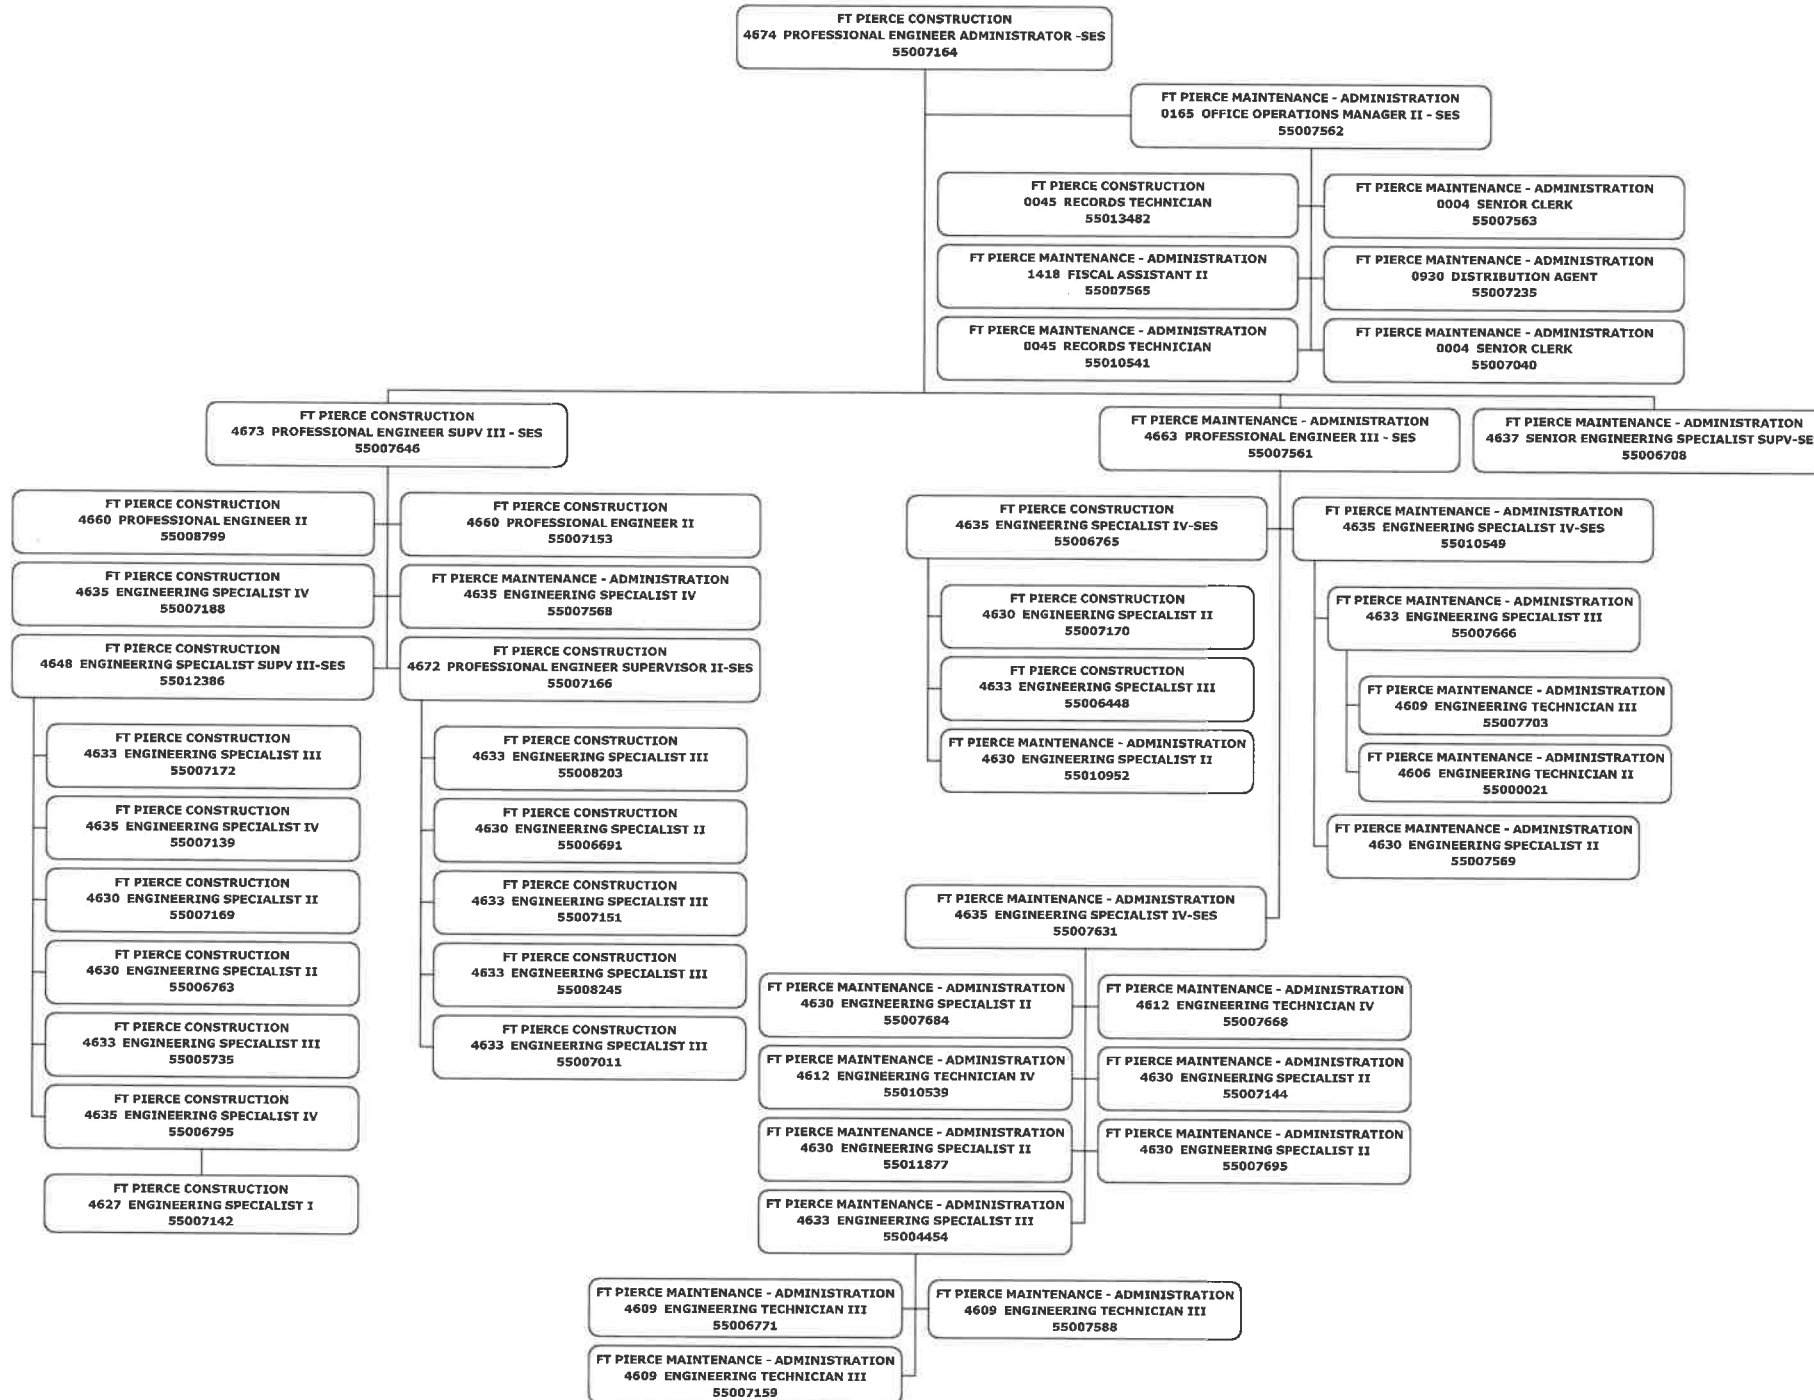 FT PIERCE CONSTRUCTION
4674 PROFESSIONAL ENGINEER ADMINISTRATOR -SES
55007164
FT PIERCE MAINTENANCE - ADMINISTRATION
0165 OFFICE OPERATIONS MANAGER II - SES
55007562
FT PIERCE CONSTRUCTION
0045 RECORDS TECHNICIAN
55013482
FT PIERCE MAINTENANCE - ADMINISTRATION
0004 SENIOR CLERK
55007563
FT PIERCE MAINTENANCE - ADMINISTRATION
1418 FISCAL ASSISTANT II
55007565
FT PIERCE MAINTENANCE - ADMINISTRATION
0930 DISTRIBUTION AGENT
55007235
FT PIERCE MAINTENANCE - ADMINISTRATION
0045 RECORDS TECHNICIAN
55010541
FT PIERCE MAINTENANCE - ADMINISTRATION
0004 SENIOR CLERK
55007040
FT PIERCE CONSTRUCTION
4673 PROFESSIONAL ENGINEER SUPV III - SES
55007646
FT PIERCE CONSTRUCTION
4660 PROFESSIONAL ENGINEER II
55008799
FT PIERCE CONSTRUCTION
4660 PROFESSIONAL ENGINEER II
55007153
FT PIERCE CONSTRUCTION
4635 ENGINEERING SPECIALIST IV
55007188
FT PIERCE MAINTENANCE - ADMINISTRATION
4635 ENGINEERING SPECIALIST IV
55007568
FT PIERCE CONSTRUCTION
4648 ENGINEERING SPECIALIST SUPV III-SES
55012386
FT PIERCE CONSTRUCTION
4672 PROFESSIONAL ENGINEER SUPERVISOR II-SES
55007166
FT PIERCE CONSTRUCTION
4633 ENGINEERING SPECIALIST III
55007172
FT PIERCE CONSTRUCTION
4635 ENGINEERING SPECIALIST IV
55007139
FT PIERCE CONSTRUCTION
4630 ENGINEERING SPECIALIST II
55007169
FT PIERCE CONSTRUCTION
4630 ENGINEERING SPECIALIST II
55006763
FT PIERCE CONSTRUCTION
4633 ENGINEERING SPECIALIST III
55005735
FT PIERCE CONSTRUCTION
4635 ENGINEERING SPECIALIST IV
55006795
FT PIERCE CONSTRUCTION
4627 ENGINEERING SPECIALIST I
55007142
FT PIERCE CONSTRUCTION
4633 ENGINEERING SPECIALIST III
55008203
FT PIERCE CONSTRUCTION
4630 ENGINEERING SPECIALIST II
55006691
FT PIERCE CONSTRUCTION
4633 ENGINEERING SPECIALIST III
55007151
FT PIERCE CONSTRUCTION
4633 ENGINEERING SPECIALIST III
55008245
FT PIERCE CONSTRUCTION
4633 ENGINEERING SPECIALIST III
55007011
FT PIERCE MAINTENANCE - ADMINISTRATION
4663 PROFESSIONAL ENGINEER III - SES
55007561
FT PIERCE MAINTENANCE - ADMINISTRATION
4637 SENIOR ENGINEERING SPECIALIST SUPV-SE
55006708
FT PIERCE CONSTRUCTION
4635 ENGINEERING SPECIALIST IV-SES
55006765
FT PIERCE CONSTRUCTION
4630 ENGINEERING SPECIALIST II
55007170
FT PIERCE CONSTRUCTION
4633 ENGINEERING SPECIALIST III
55006448
FT PIERCE MAINTENANCE - ADMINISTRATION
4630 ENGINEERING SPECIALIST II
55010952
FT PIERCE MAINTENANCE - ADMINISTRATION
4635 ENGINEERING SPECIALIST IV-SES
55010549
FT PIERCE MAINTENANCE - ADMINISTRATION
4633 ENGINEERING SPECIALIST III
55007666
FT PIERCE MAINTENANCE - ADMINISTRATION
4609 ENGINEERING TECHNICIAN III
55007703
FT PIERCE MAINTENANCE - ADMINISTRATION
4606 ENGINEERING TECHNICIAN II
55000021
FT PIERCE MAINTENANCE - ADMINISTRATION
4630 ENGINEERING SPECIALIST II
55007569
FT PIERCE MAINTENANCE - ADMINISTRATION
4635 ENGINEERING SPECIALIST IV-SES
55007631
FT PIERCE MAINTENANCE - ADMINISTRATION
4630 ENGINEERING SPECIALIST II
55007684
FT PIERCE MAINTENANCE - ADMINISTRATION
4612 ENGINEERING TECHNICIAN IV
55007668
FT PIERCE MAINTENANCE - ADMINISTRATION
4612 ENGINEERING TECHNICIAN IV
55010539
FT PIERCE MAINTENANCE - ADMINISTRATION
4630 ENGINEERING SPECIALIST II
55007144
FT PIERCE MAINTENANCE - ADMINISTRATION
4630 ENGINEERING SPECIALIST II
55011877
FT PIERCE MAINTENANCE - ADMINISTRATION
4630 ENGINEERING SPECIALIST II
55007695
FT PIERCE MAINTENANCE - ADMINISTRATION
4633 ENGINEERING SPECIALIST III
55004454
FT PIERCE MAINTENANCE - ADMINISTRATION
4609 ENGINEERING TECHNICIAN III
55006771
FT PIERCE MAINTENANCE - ADMINISTRATION
4609 ENGINEERING TECHNICIAN III
55007588
FT PIERCE MAINTENANCE - ADMINISTRATION
4609 ENGINEERING TECHNICIAN III
55007159